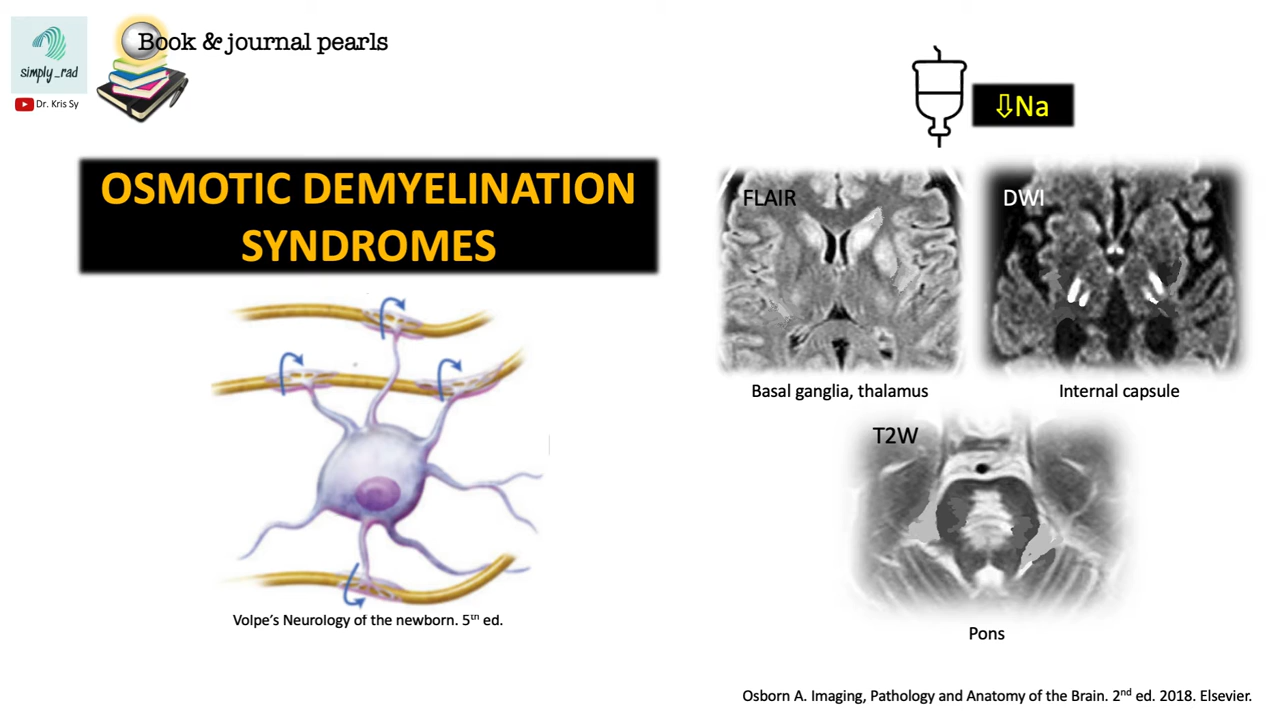 simply_rad
Dr. Kris Sy
Book & journal pearls
⇩Na
OSMOTIC DEMYELINATION
SYNDROMES
FLAIR
DWI
Basal ganglia, thalamus
Internal capsule
T2W
Volpe's Neurology of the newborn. 5th ed.
Pons
Osborn A. Imaging, Pathology and Anatomy of the Brain. 2nd ed. 2018. Elsevier.